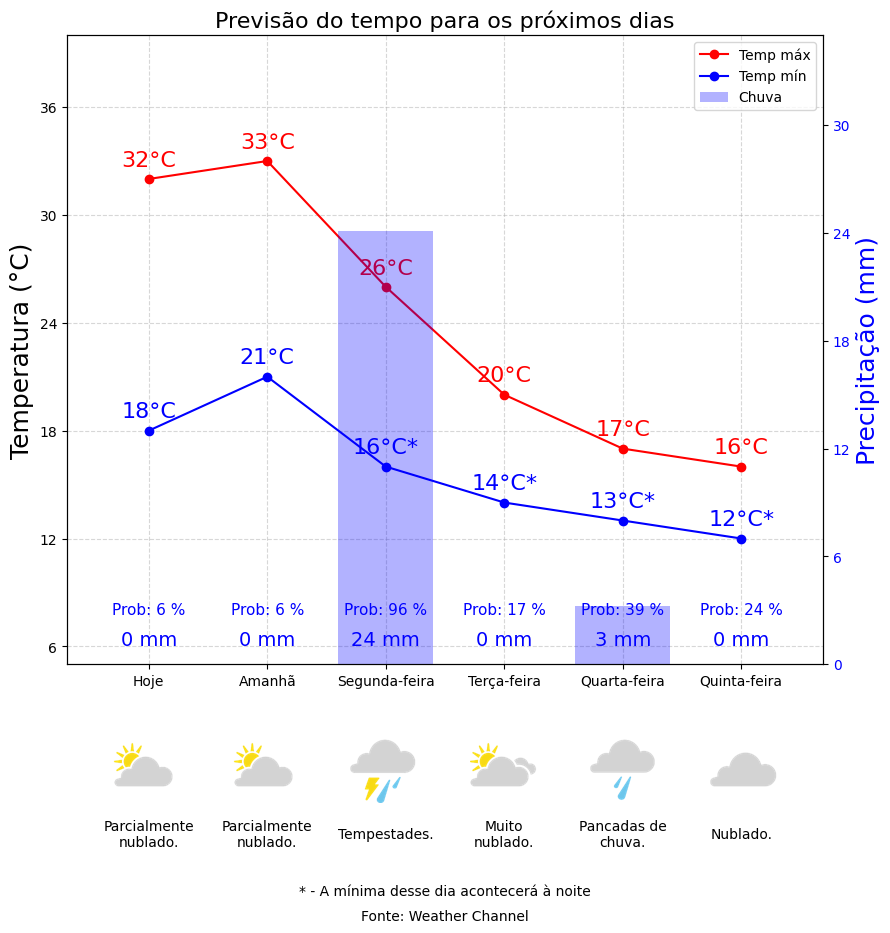 Previsão do tempo para os próximos dias
Temp máx
Temp mín
Chuva
Temperatura (°C)
Precipitação (mm)
36
30
24
18
12
6
30
24
18
12
6
0
32°C
33°C
26°C
20°C
17°C
16°C
18°C
21°C
16°C*
14°C*
13°C*
12°C*
Prob: 6 %
Prob: 6 %
Prob: 96 %
Prob: 17 %
Prob: 39 %
Prob: 24 %
0 mm
0 mm
24 mm
0 mm
3 mm
0 mm
Hoje
Amanhã
Segunda-feira
Terça-feira
Quarta-feira
Quinta-feira
Parcialmente
nublado.
Parcialmente
nublado.
Tempestades.
Muito
nublado.
Pancadas de
chuva.
Nublado.
* - A mínima desse dia acontecerá à noite
Fonte: Weather Channel